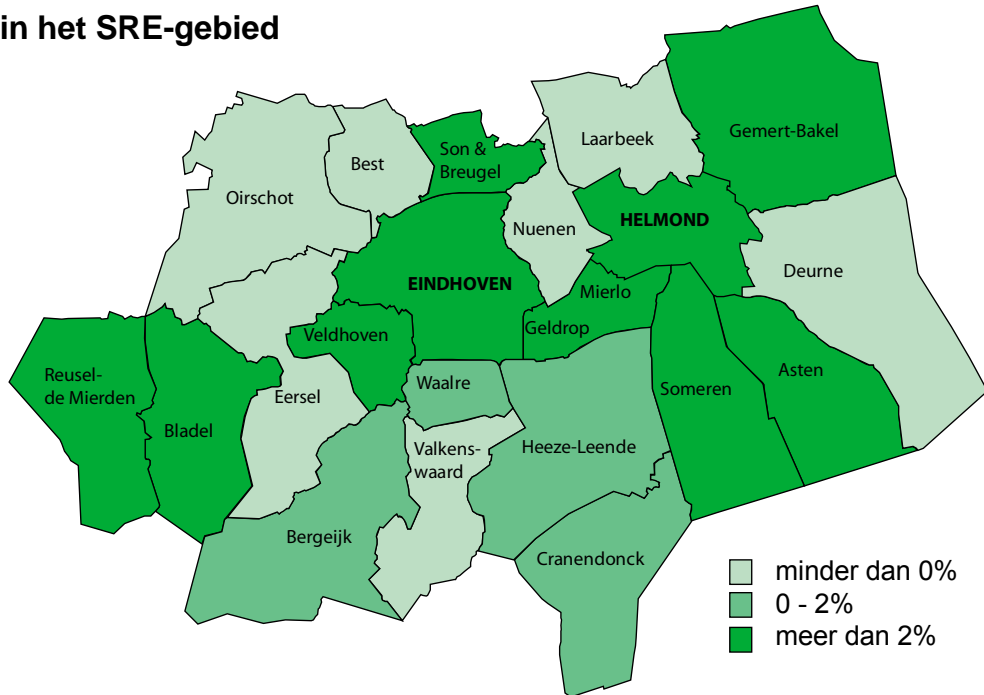 in het SRE-gebied
Gemert-Bakel
Laarbeek
Best
Son &
Breugel
Oirschot
Nuenen
HELMOND
Deurne
EINDHOVEN
Mierlo
Geldrop
Veldhoven
Reusel-
de Mierden
Bladel
Eersel
Waalre
Someren
Asten
Valkens-
waard
Heeze-Leende
Bergeijk
Cranendonck
minder dan 0%
0 - 2%
meer dan 2%